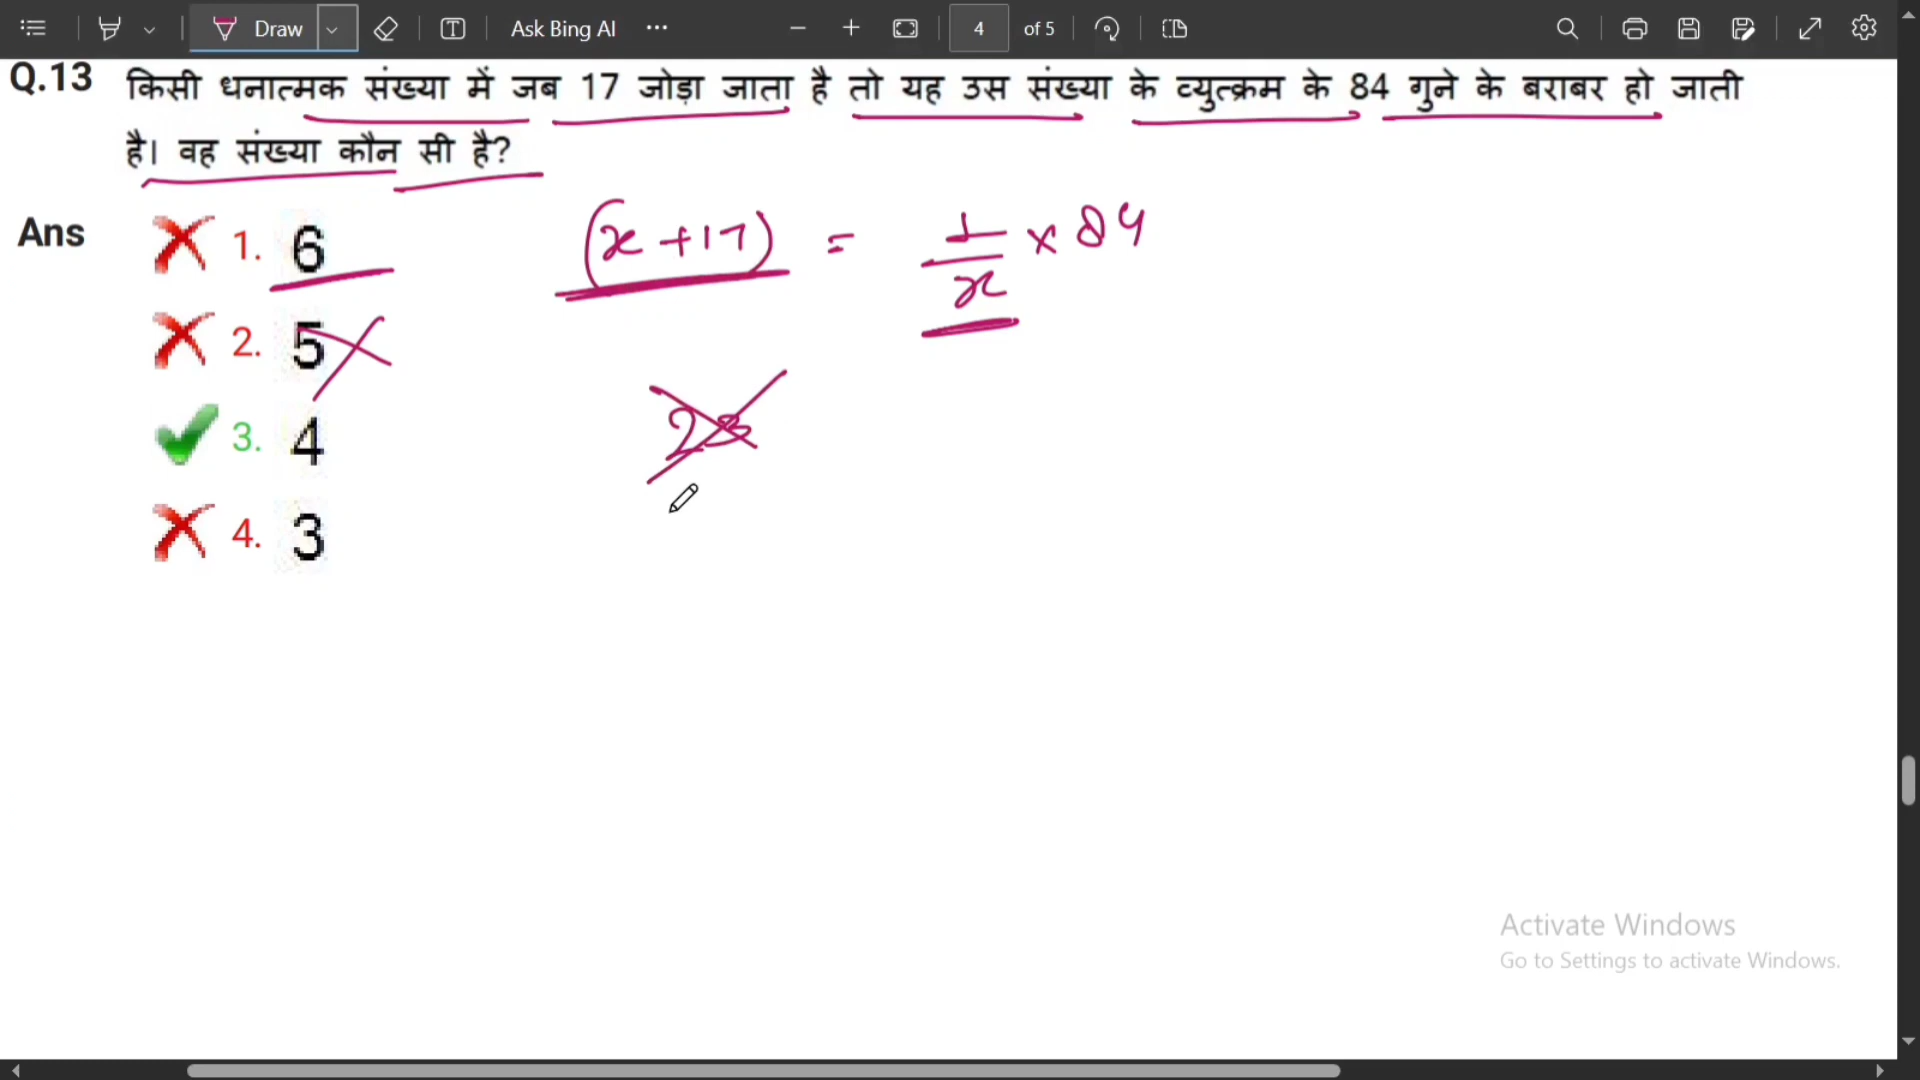 Draw
Ask Bing AI
4 of 5
Q.13 किसी धनात्मक संख्या में जब 17 जोड़ा जाता है तो यह उस संख्या के व्युत्क्रम के 84 गुने के बराबर हो जाती
है। वह संख्या कौन सी है?
Ans
1. 6
2. 5
3. 4
4. 3
(x+17) = 1/x × 84
Activate Windows
Go to Settings to activate Windows.